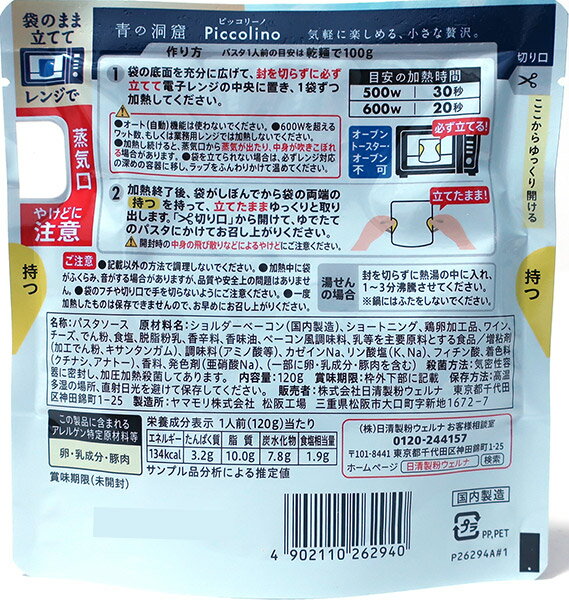 袋のまま
立てて
レンジで
青の洞窟
ピッコリーノ
Piccolino
気軽に楽しめる、小さな贅沢。
作り方 パスタ1人前の目安は乾麺で100g
切り口
ここからゆっくり開ける
1 袋の底面を充分に広げて、封を切らずに必ず
立てて電子レンジの中央に置き、1袋ずつ
加熱してください。
目安の加熱時間
500W 30秒
600W 20秒
●オート(自動)機能は使わないでください。●600Wを超える
ワット数、もしくは業務用レンジでは加熱しないでください。
●加熱し続けると、蒸気口から蒸気が出たり、中身が吹きこぼれ
る場合があります。●袋を立てられない場合は、必ずレンジ対応
の深めの容器に移し、ラップをふんわりかけて温めてください。
オーブン
トースター・
オーブン
不可
必ず立てる!
蒸気口
やけどに
注意
2 加熱終了後、袋がしぼんでから袋の両端の
持つを持って、立てたままゆっくりと取り
出します。「切り口」から開けて、ゆでたて
のパスタにかけてお召し上がりください。
開封時の中身の飛び散りなどによるやけどにご注意ください。
立てたまま!
持つ
持つ
ご注意 ●記載以外の方法で調理しないでください。●加熱中に袋
がふくらみ、音がする場合がありますが、品質や安全上の問題はありませ
ん。●袋のフチや切り口で手を切らないようにご注意ください。●一度
加熱したものは保存できませんので、お早めにお召し上がりください。
湯せん
の場合
封を切らずに熱湯の中に入れ、
1〜3分沸騰させてください。
※鍋にはふたをしないでください。
名称:パスタソース 原材料名:ショルダーベーコン(国内製造)、ショートニング、鶏卵加工品、ワイン、
チーズ、でん粉、食塩、脱脂粉乳、香辛料、香味油、ベーコン風調味料、乳等を主要原料とする食品/増粘剤
(加工でん粉、キサンタンガム)、調味料(アミノ酸等)、カゼインNa、リン酸塩(K、Na)、フィチン酸、着色料
(クチナシ、アナトー)、香料、発色剤(亜硝酸Na)、(一部に卵・乳成分・豚肉を含む) 殺菌方法:気密性容
器に密封し、加圧加熱殺菌してあります。 内容量:120g 賞味期限:枠外下部に記載 保存方法:高温
多湿の場所、直射日光を避けて保存してください。 販売者:株式会社日清製粉ウェルナ 東京都千代田
区神田錦町1-25 製造所:ヤマモリ株式会社 松阪工場 三重県松阪市大口町字新地1672-7
この製品に含まれる
アレルゲン特定原材料等
卵・乳成分・豚肉
栄養成分表示 1人前(120g)当たり
エネルギー たんぱく質 脂質 炭水化物 食塩相当量
134kcal 3.2g 10.0g 7.8g 1.9g
サンプル品分析による推定値
(株)日清製粉ウェルナお客様相談室
0120-244157
〒101-8441 東京都千代田区神田錦町1-25
ホームページ 日清製粉ウェルナ 検索
賞味期限(未開封)
国内製造
プラ
PP,PET
P26294A#1
4 902110 262940